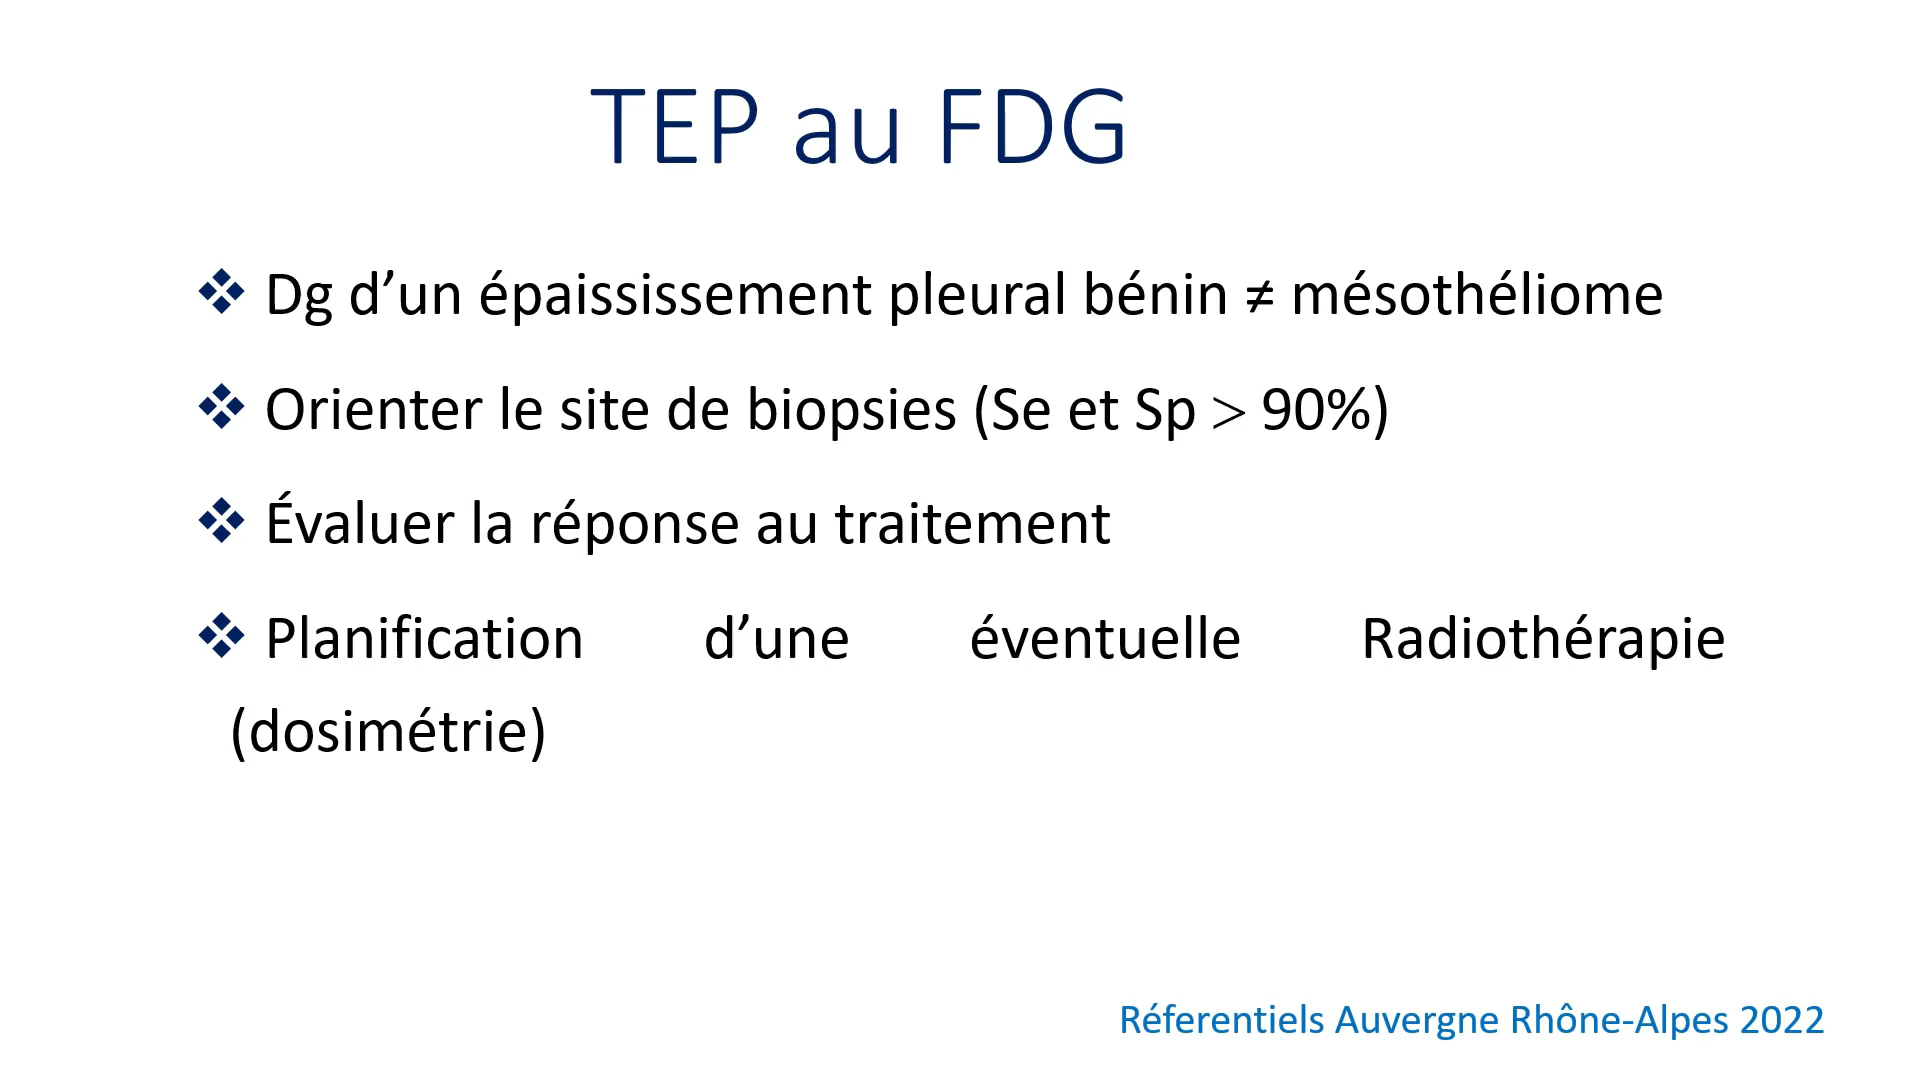 TEP au FDG
❖ Dg d’un épaississement pleural bénin ≠ mésothéliome
❖ Orienter le site de biopsies (Se et Sp > 90%)
❖ Évaluer la réponse au traitement
❖ Planification d’une éventuelle Radiothérapie
(dosimétrie)
Réferentiels Auvergne Rhône-Alpes 2022